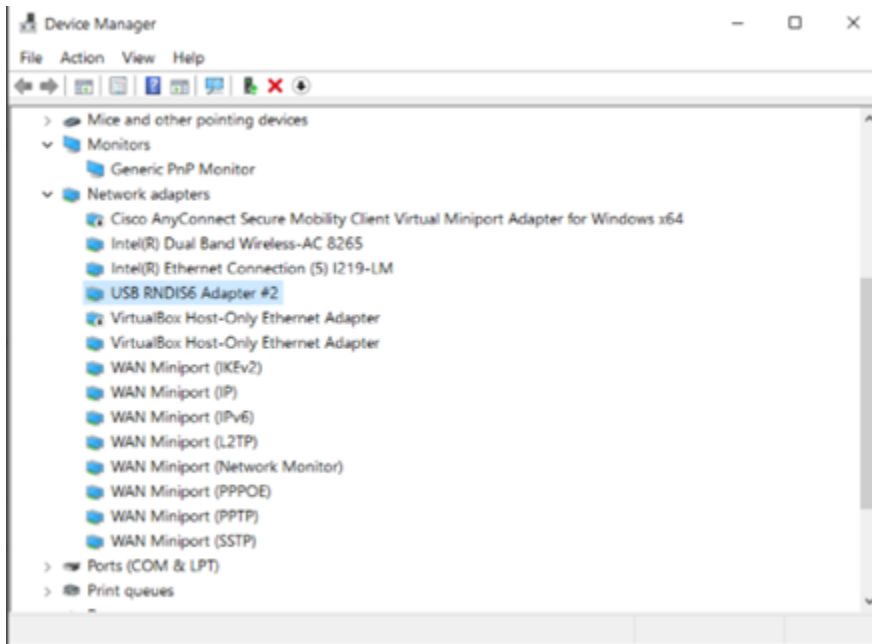 Device Manager
File Action View Help
Mice and other pointing devices
Monitors
Generic PnP Monitor
Network adapters
Cisco AnyConnect Secure Mobility Client Virtual Miniport Adapter for Windows x64
Intel(R) Dual Band Wireless-AC 8265
Intel(R) Ethernet Connection (5) I219-LM
USB RNDIS6 Adapter #2
VirtualBox Host-Only Ethernet Adapter
VirtualBox Host-Only Ethernet Adapter
WAN Miniport (IKEv2)
WAN Miniport (IP)
WAN Miniport (IPv6)
WAN Miniport (L2TP)
WAN Miniport (Network Monitor)
WAN Miniport (PPPOE)
WAN Miniport (PPTP)
WAN Miniport (SSTP)
Ports (COM & LPT)
Print queues